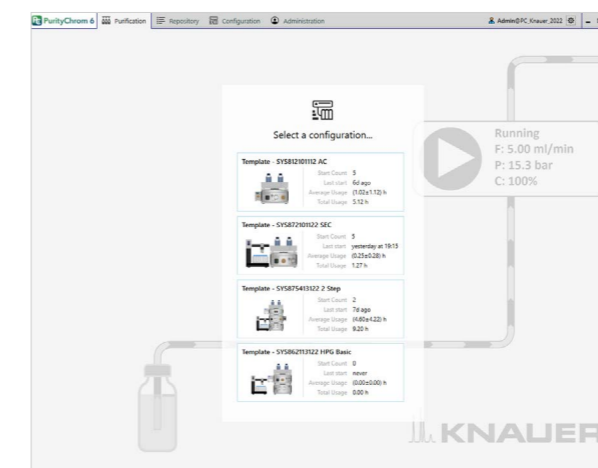 PurityChrom 6 Purification Repository Configuration Administration Admin@PC_Knauer_2022
Select a configuration...
Running
F: 5.00 ml/min
P: 15.3 bar
C: 100%
Template - SYS812101112 AC
Start Count 5
Last start 6d ago
Average Usage (1.02±1.12) h
Total Usage 5.12 h
Template - SYS872101122 SEC
Start Count 5
Last start yesterday at 19:15
Average Usage (0.25±0.28) h
Total Usage 1.27 h
Template - SYS875413122 2 Step
Start Count 2
Last start 7d ago
Average Usage (4.60±4.22) h
Total Usage 9.20 h
Template - SYS862113122 HPG Basic
Start Count 0
Last start never
Average Usage (0.00±0.00) h
Total Usage 0.00 h
KNAUER